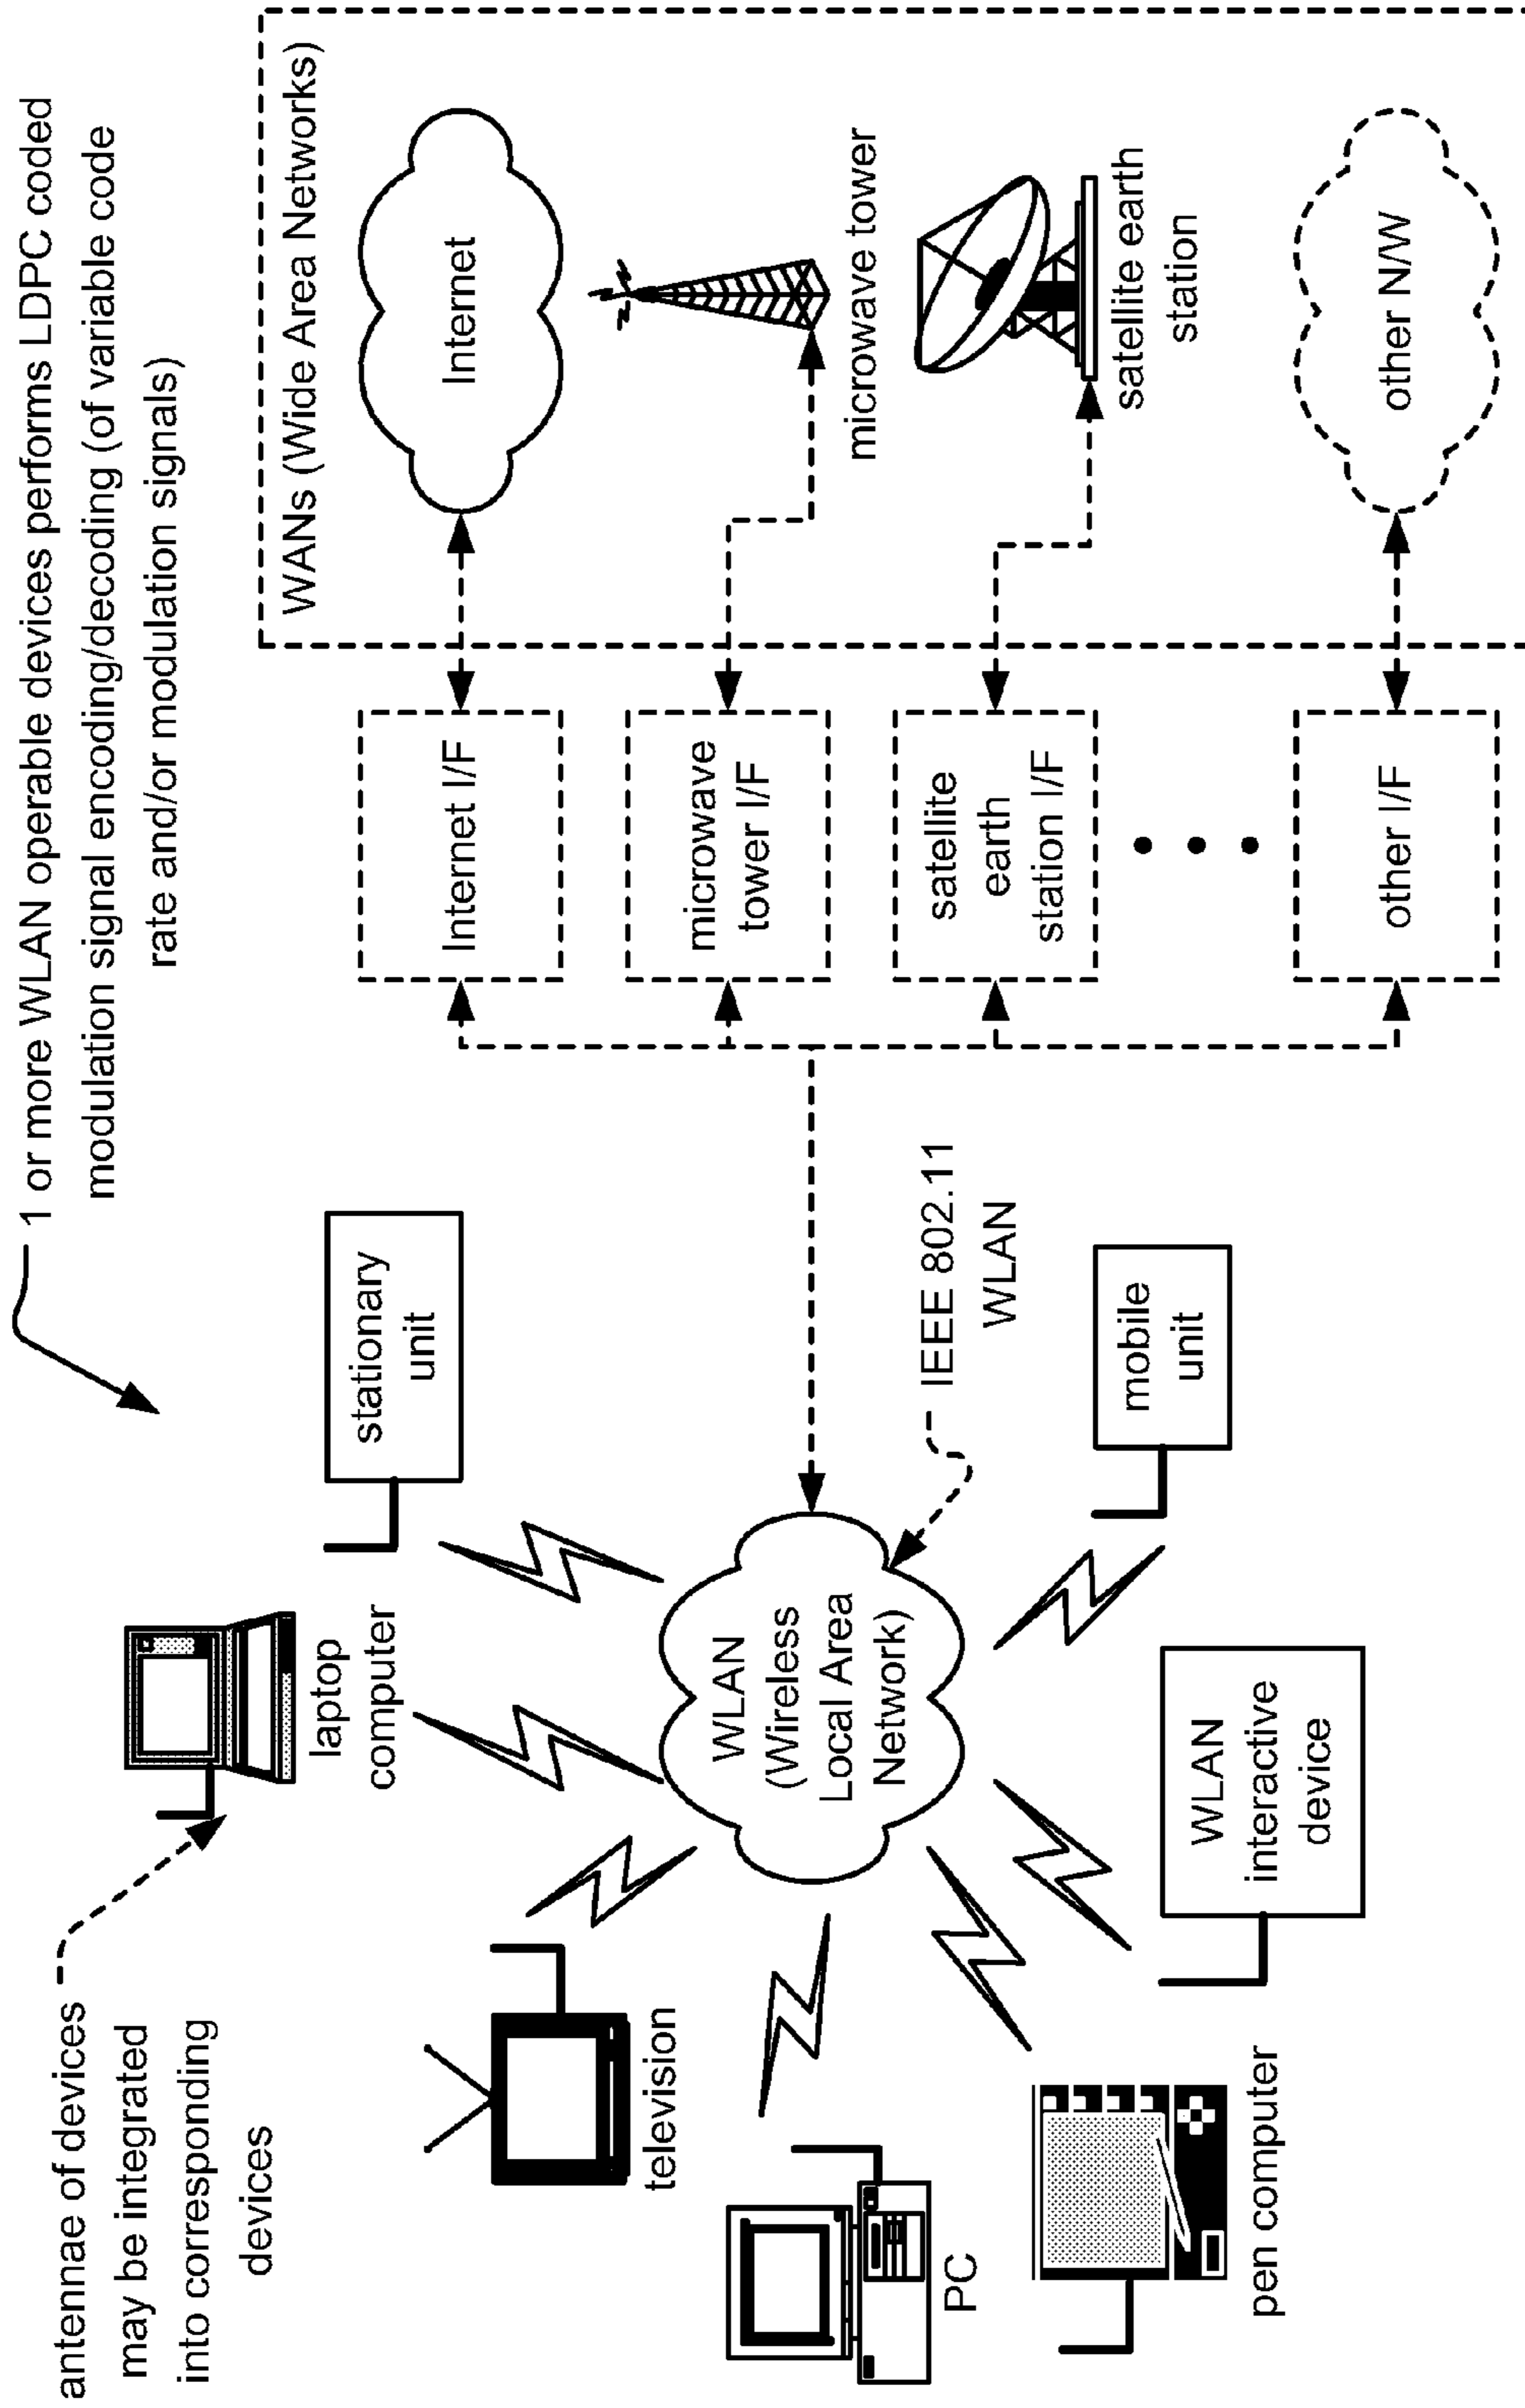 1 or more WLAN operable devices performs LDPC coded
modulation signal encoding/decoding (of variable code
rate and/or modulation signals)
antennae of devices
may be integrated
into corresponding
devices
laptop
computer
stationary
unit
television
PC
pen computer
WLAN
interactive
device
mobile
unit
WLAN
(Wireless
Local Area
Network)
IEEE 802.11
WLAN
Internet I/F
microwave
tower I/F
satellite
earth
station I/F
other I/F
WANs (Wide Area Networks)
Internet
microwave tower
satellite earth
station
other N/W